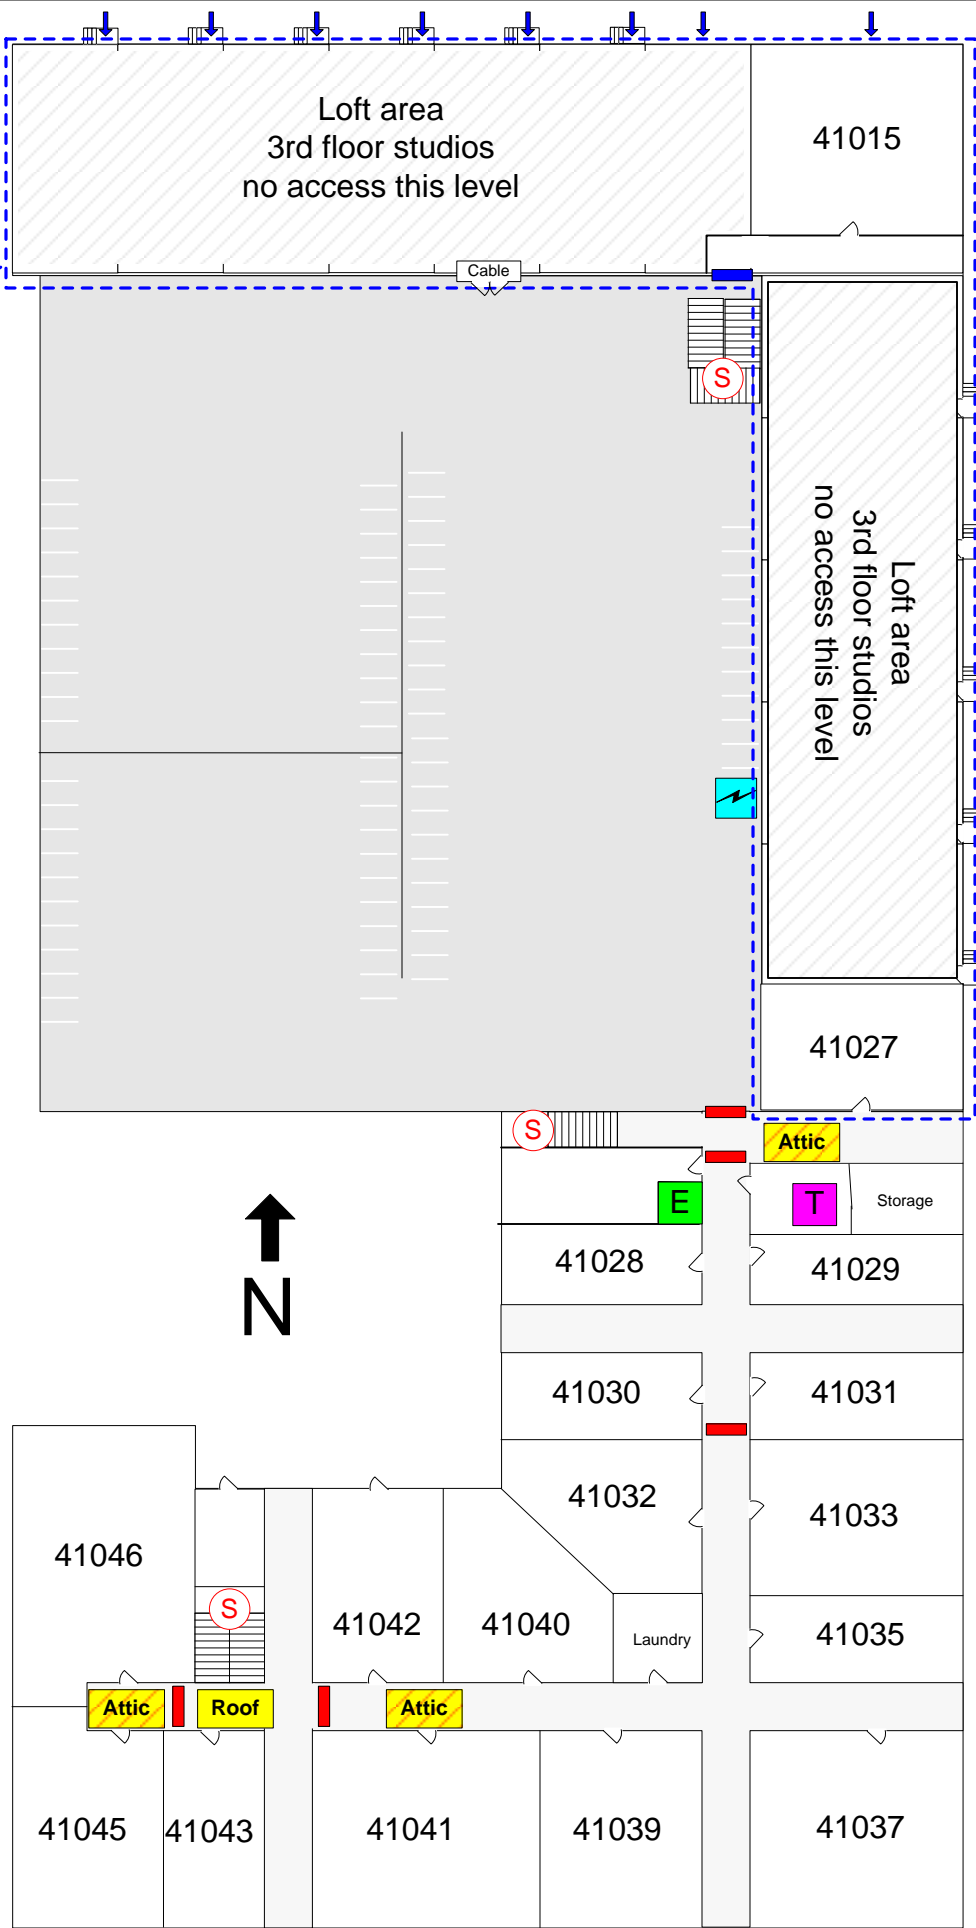 Loft area
3rd floor studios
no access this level
41015
Cable
S
Loft area
3rd floor studios
no access this level
41027
S
Attic
E
T
Storage
41028
41029
N
41030
41031
41032
41033
41046
S
41042
41040
Laundry
41035
Attic
Roof
Attic
41045
41043
41041
41039
41037